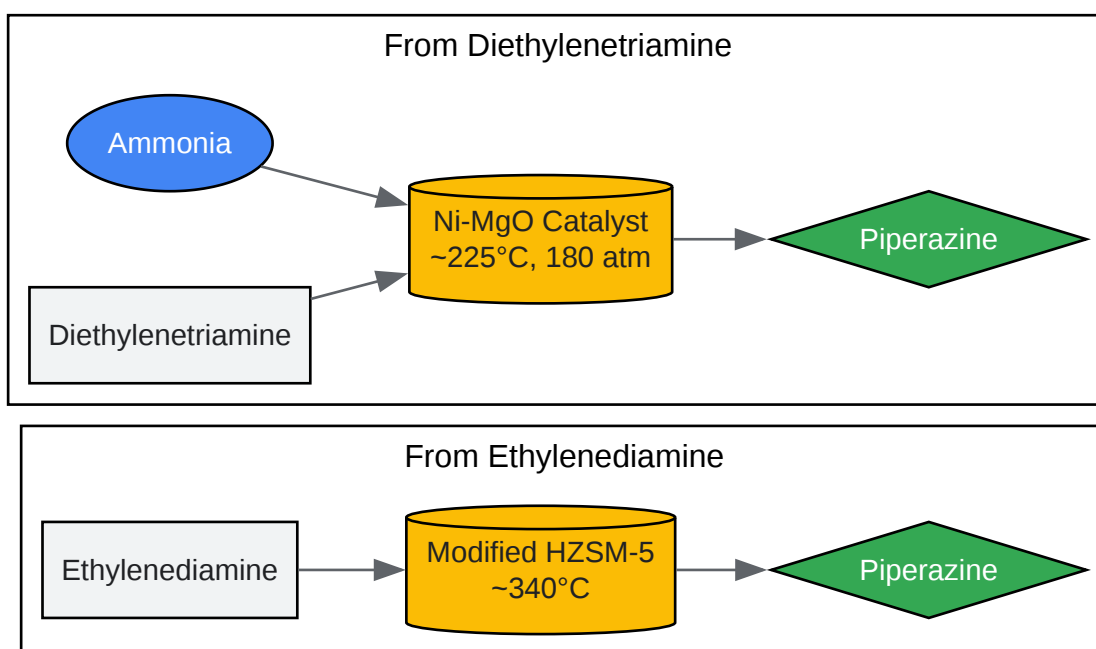 From Diethylenetriamine
Ammonia
Ni-MgO Catalyst
~225°C, 180 atm
Piperazine
Diethylenetriamine
From Ethylenediamine
Ethylenediamine
Modified HZSM-5
~340°C
Piperazine